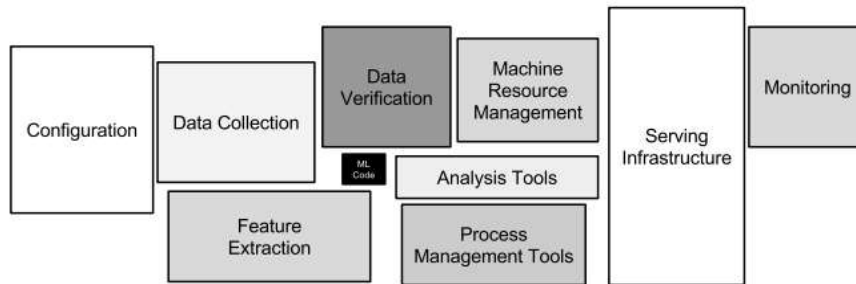 Configuration
Data Collection
Data
Verification
Machine
Resource
Management
Serving
Infrastructure
Monitoring
ML
Code
Analysis Tools
Feature
Extraction
Process
Management Tools